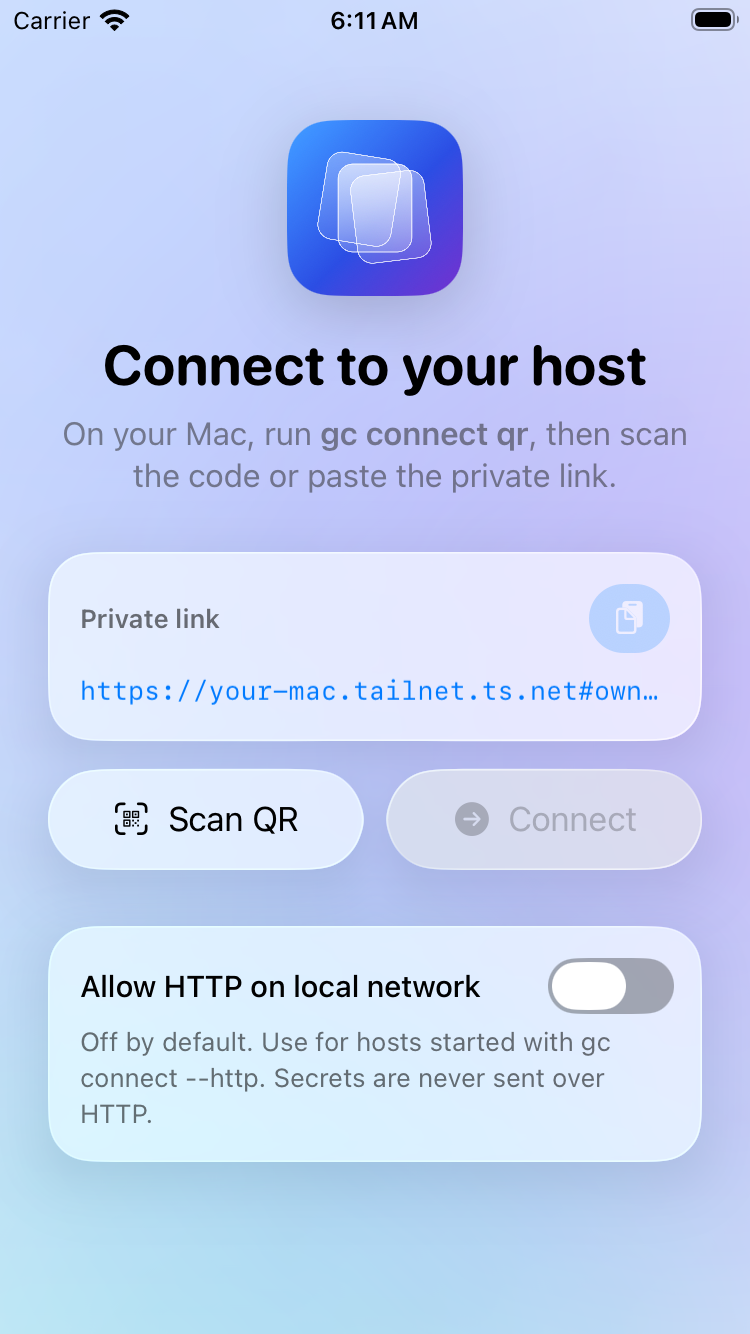 Carrier 6:11 AM
Connect to your host
On your Mac, run gc connect qr, then scan
the code or paste the private link.
Private link
https://your-mac.tailnet.ts.net#own…
Scan QR
Connect
Allow HTTP on local network
Off by default. Use for hosts started with gc
connect --http. Secrets are never sent over
HTTP.